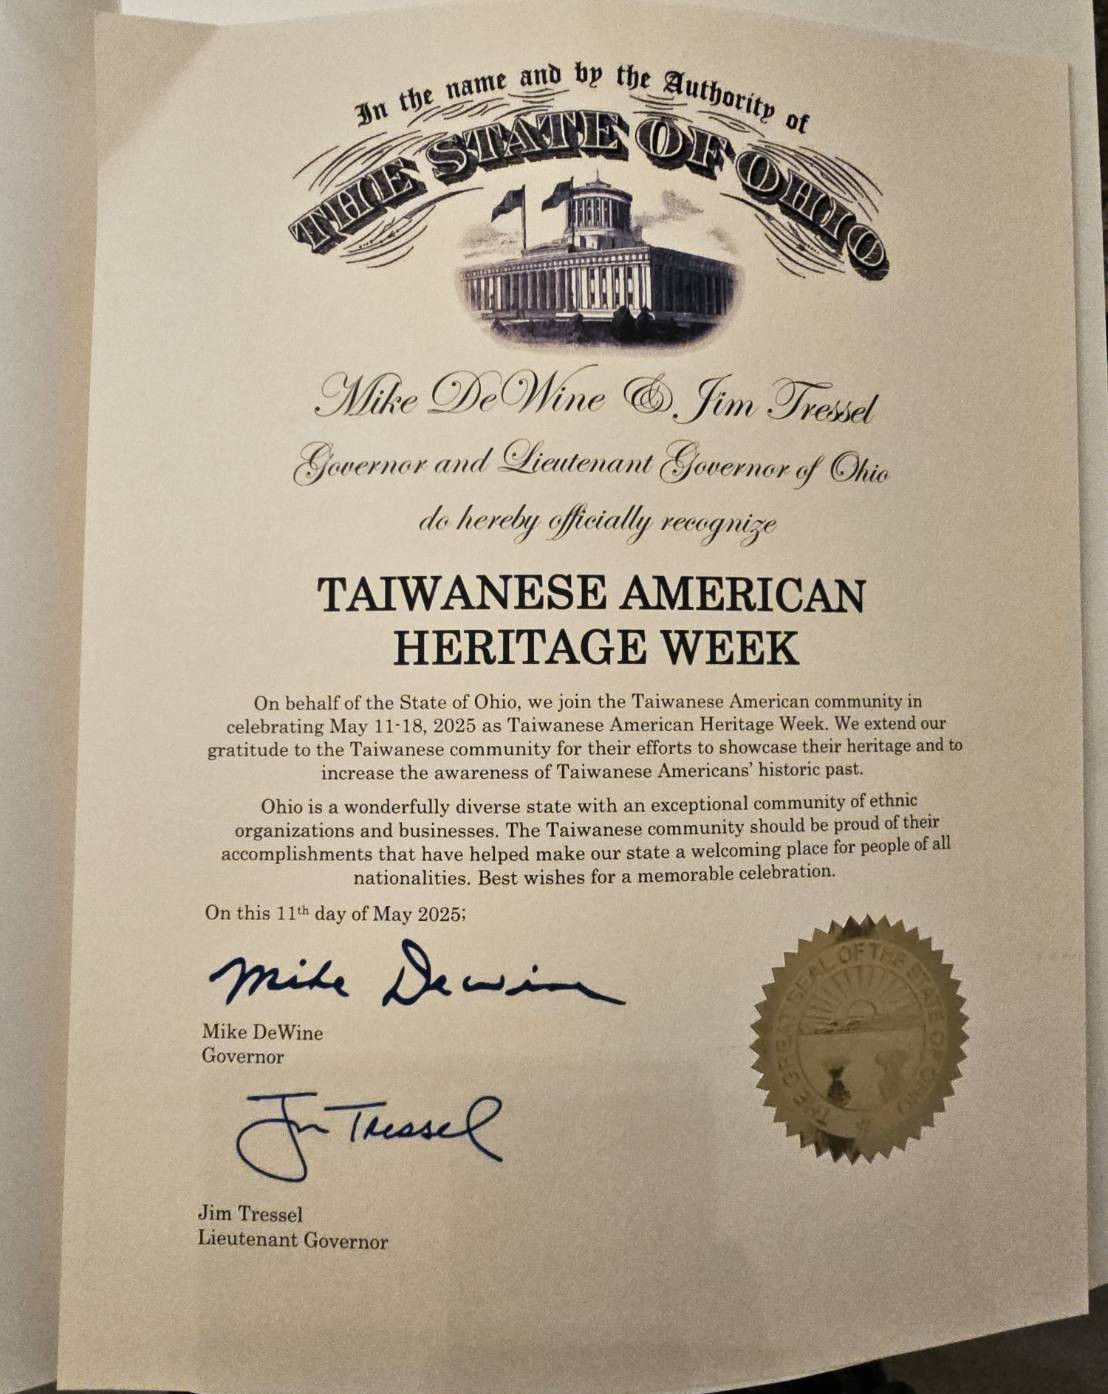 In the name and by the Authority of
THE STATE OF OHIO
Mike DeWine & Jim Tressel
Governor and Lieutenant Governor of Ohio
do hereby officially recognize
TAIWANESE AMERICAN
HERITAGE WEEK
On behalf of the State of Ohio, we join the Taiwanese American community in
celebrating May 11-18, 2025 as Taiwanese American Heritage Week. We extend our
gratitude to the Taiwanese community for their efforts to showcase their heritage and to
increase the awareness of Taiwanese Americans' historic past.
Ohio is a wonderfully diverse state with an exceptional community of ethnic
organizations and businesses. The Taiwanese community should be proud of their
accomplishments that have helped make our state a welcoming place for people of all
nationalities. Best wishes for a memorable celebration.
On this 11th day of May 2025;
Mike Dewine
Mike DeWine
Governor
Jim Tressel
Jim Tressel
Lieutenant Governor
THE GREAT SEAL OF THE STATE OF OHIO